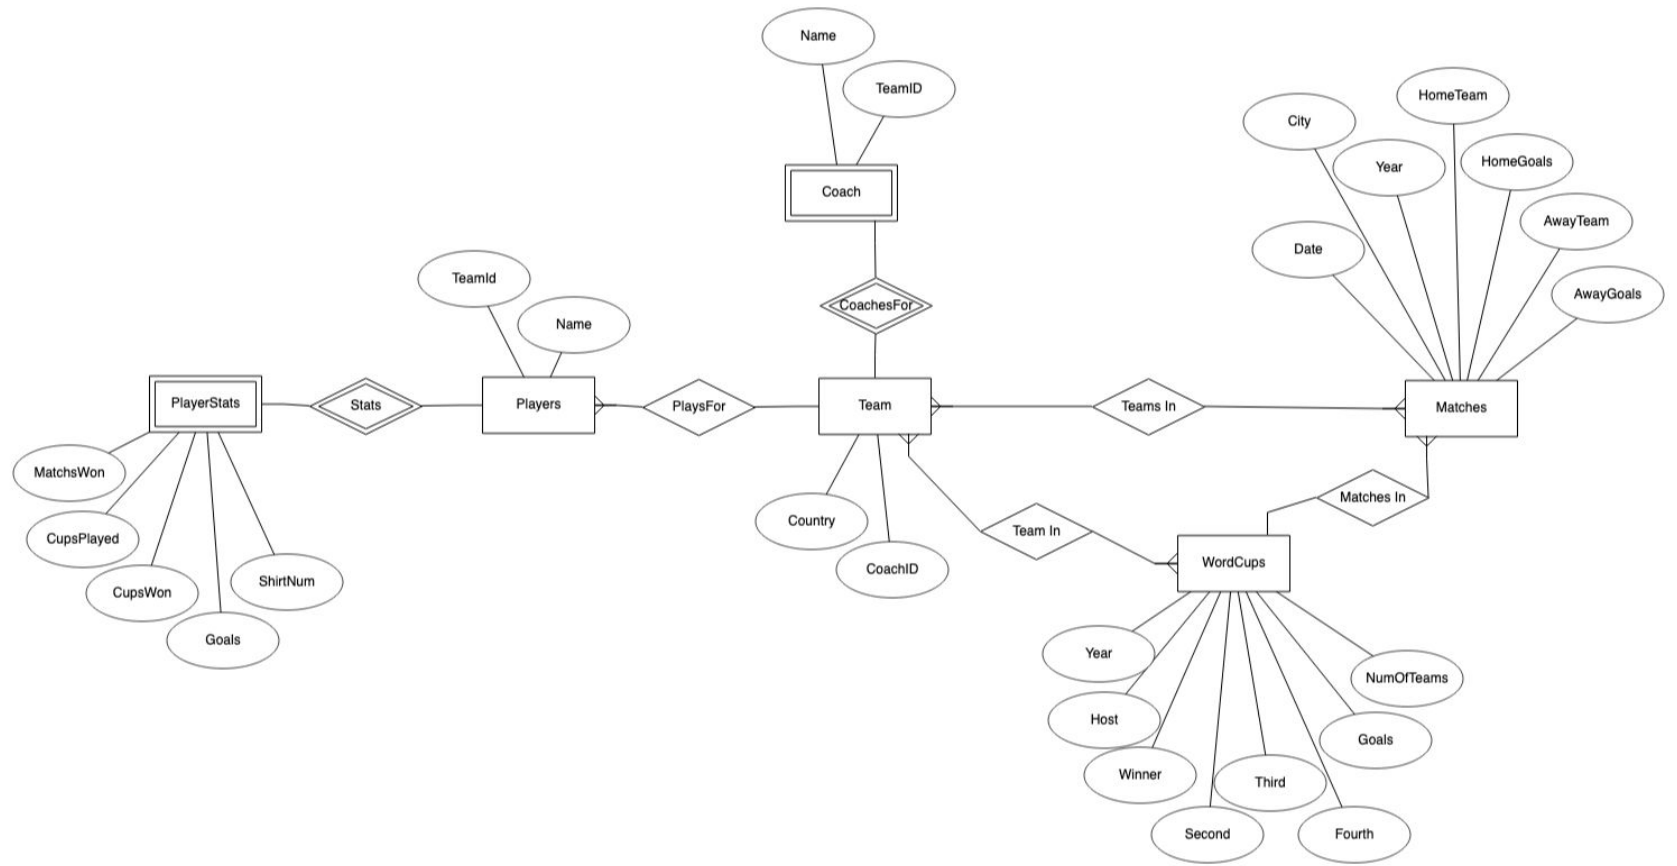 Name
TeamID
Coach
CoachesFor
HomeTeam
City
Year
HomeGoals
AwayTeam
Date
AwayGoals
TeamId
Name
PlayerStats
Stats
Players
PlaysFor
Team
Teams In
Matches
MatchsWon
CupsPlayed
CupsWon
ShirtNum
Goals
Country
CoachID
Team In
Matches In
WordCups
Year
Host
Winner
Second
Third
Fourth
Goals
NumOfTeams